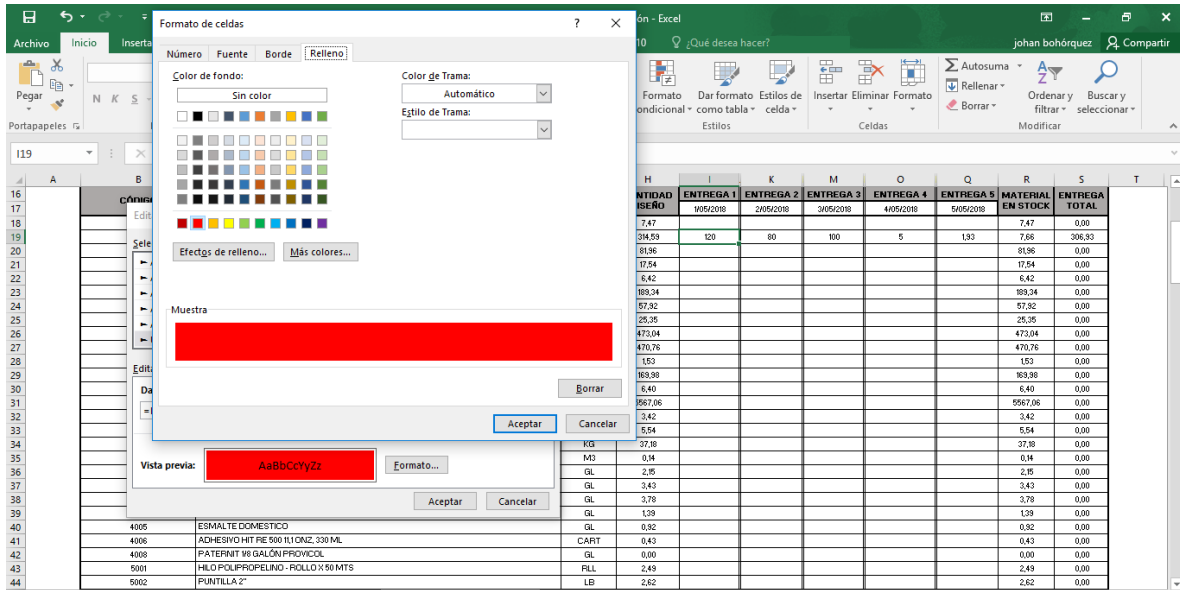 ón - Excel
Archivo Inicio Inserta 10 ¿Qué desea hacer? johan bohórquez Compartir
Pegar N K S Formato ondicional Dar formato como tabla Estilos de celda Insertar Eliminar Formato Autosuma Rellenar Borrar Ordenar y filtrar Buscar y seleccionar
Portapapeles Estilos Celdas Modificar
I19
A B H I K M O Q R S T
Formato de celdas ? ×
Número Fuente Borde Relleno
Color de fondo: Color de Trama:
Sin color Automático
Estilo de Trama:
Efectos de relleno... Más colores...
Muestra
Borrar
Aceptar Cancelar
Edit
Sele
Edita
Da
Vista previa: AaBbCcYyZz Formato...
Aceptar Cancelar
16 CÓDIG NTIDAD ENTREGA 1 ENTREGA 2 ENTREGA 3 ENTREGA 4 ENTREGA 5 MATERIAL ENTREGA
17 ISEÑO 1/05/2018 2/05/2018 3/05/2018 4/05/2018 5/05/2018 EN STOCK TOTAL
18 7,47 7,47 0,00
19 314,59 120 80 100 5 1,93 7,66 306,93
20 81,96 81,96 0,00
21 17,54 17,54 0,00
22 6,42 6,42 0,00
23 189,34 189,34 0,00
24 57,92 57,92 0,00
25 25,35 25,35 0,00
26 473,04 473,04 0,00
27 470,76 470,76 0,00
28 1,53 1,53 0,00
29 169,98 169,98 0,00
30 6,40 6,40 0,00
31 5567,06 5567,06 0,00
32 3,42 3,42 0,00
33 5,54 5,54 0,00
34 KG 37,18 37,18 0,00
35 M3 0,14 0,14 0,00
36 GL 2,15 2,15 0,00
37 GL 3,43 3,43 0,00
38 GL 3,78 3,78 0,00
39 GL 1,39 1,39 0,00
40 4005 ESMALTE DOMESTICO GL 0,92 0,92 0,00
41 4006 ADHESIVO HIT RE 500 11,1 ONZ, 330 ML CART 0,43 0,43 0,00
42 4008 PATERNIT 1/8 GALÓN PROVICOL GL 0,00 0,00 0,00
43 5001 HILO POLIPROPELINO - ROLLO X 50 MTS RLL 2,49 2,49 0,00
44 5002 PUNTILLA 2" LB 2,62 2,62 0,00